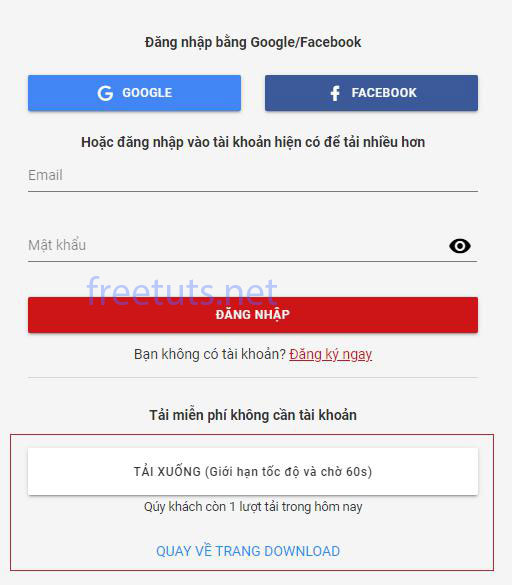 Đăng nhập bằng Google/Facebook
GOOGLE
FACEBOOK
Hoặc đăng nhập vào tài khoản hiện có để tải nhiều hơn
Email
Mật khẩu
freetuts.net
ĐĂNG NHẬP
Bạn không có tài khoản? Đăng ký ngay
Tải miễn phí không cần tài khoản
TẢI XUỐNG (Giới hạn tốc độ và chờ 60s)
Qúy khách còn 1 lượt tải trong hôm nay
QUAY VỀ TRANG DOWNLOAD